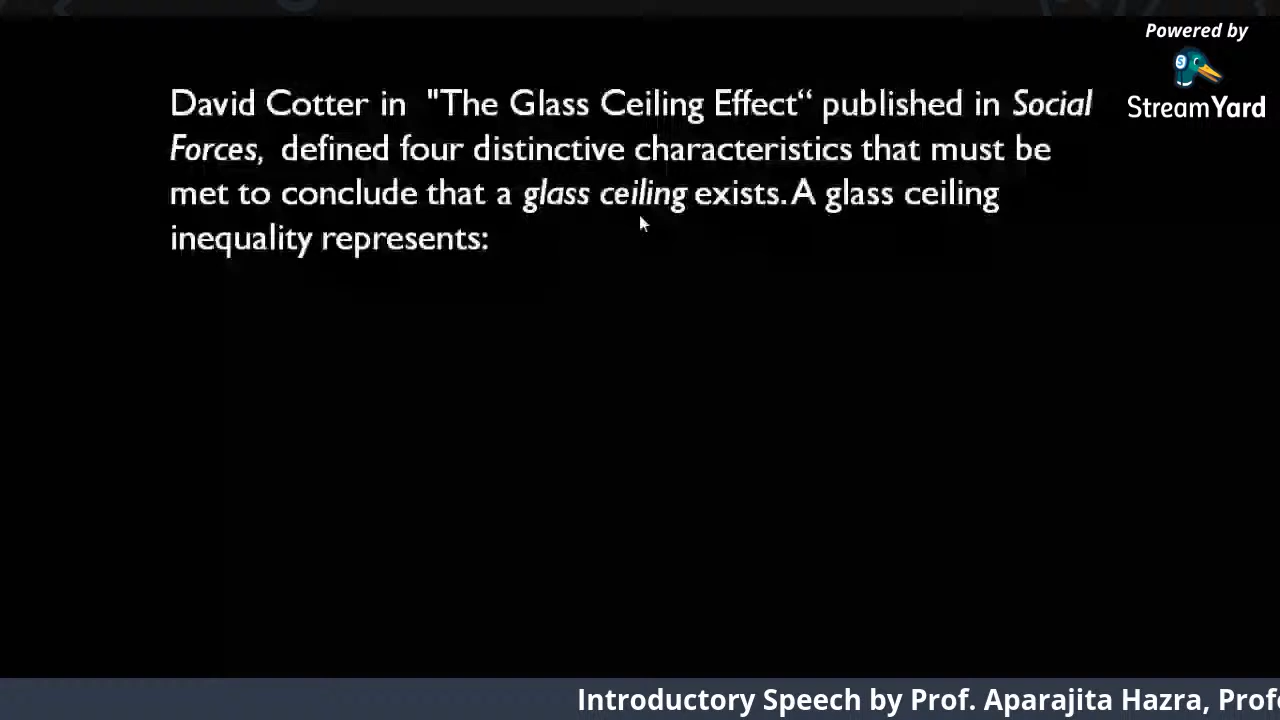 Powered by
StreamYard
David Cotter in "The Glass Ceiling Effect“ published in Social
Forces, defined four distinctive characteristics that must be
met to conclude that a glass ceiling exists. A glass ceiling
inequality represents:
Introductory Speech by Prof. Aparajita Hazra, Prof